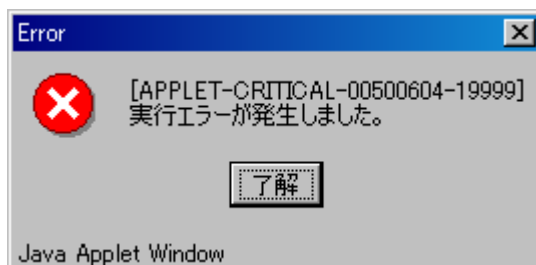 Error
[APPLET-CRITICAL-00500604-19999]
実行エラーが発生しました。
了解
Java Applet Window